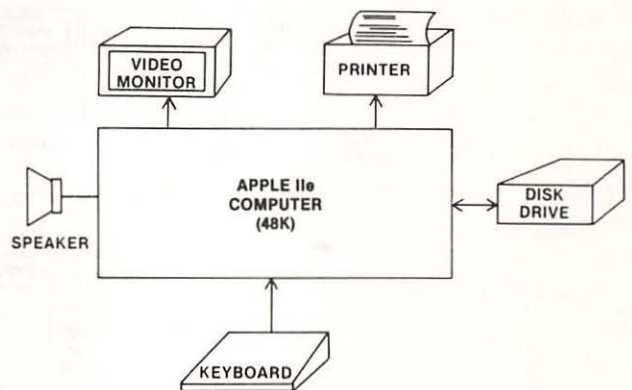 VIDEO
MONITOR
PRINTER
APPLE IIe
COMPUTER
(48K)
SPEAKER
DISK
DRIVE
KEYBOARD